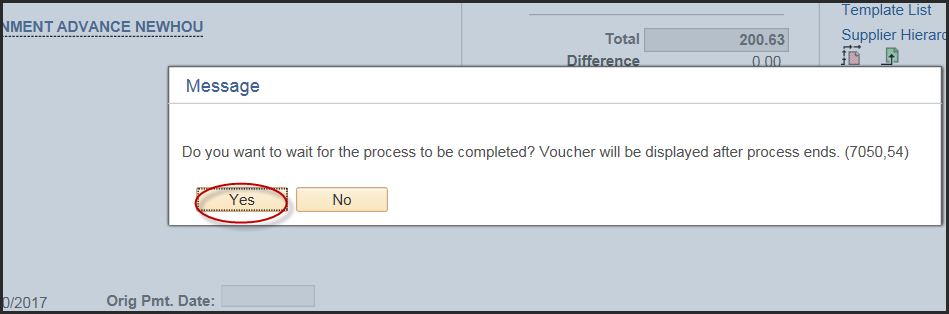 NMENT ADVANCE NEWHOU
Total 200.63
Difference 0.00
Template List
Supplier Hierarc
Message
Do you want to wait for the process to be completed? Voucher will be displayed after process ends. (7050,54)
Yes No
0/2017 Orig Pmt. Date: